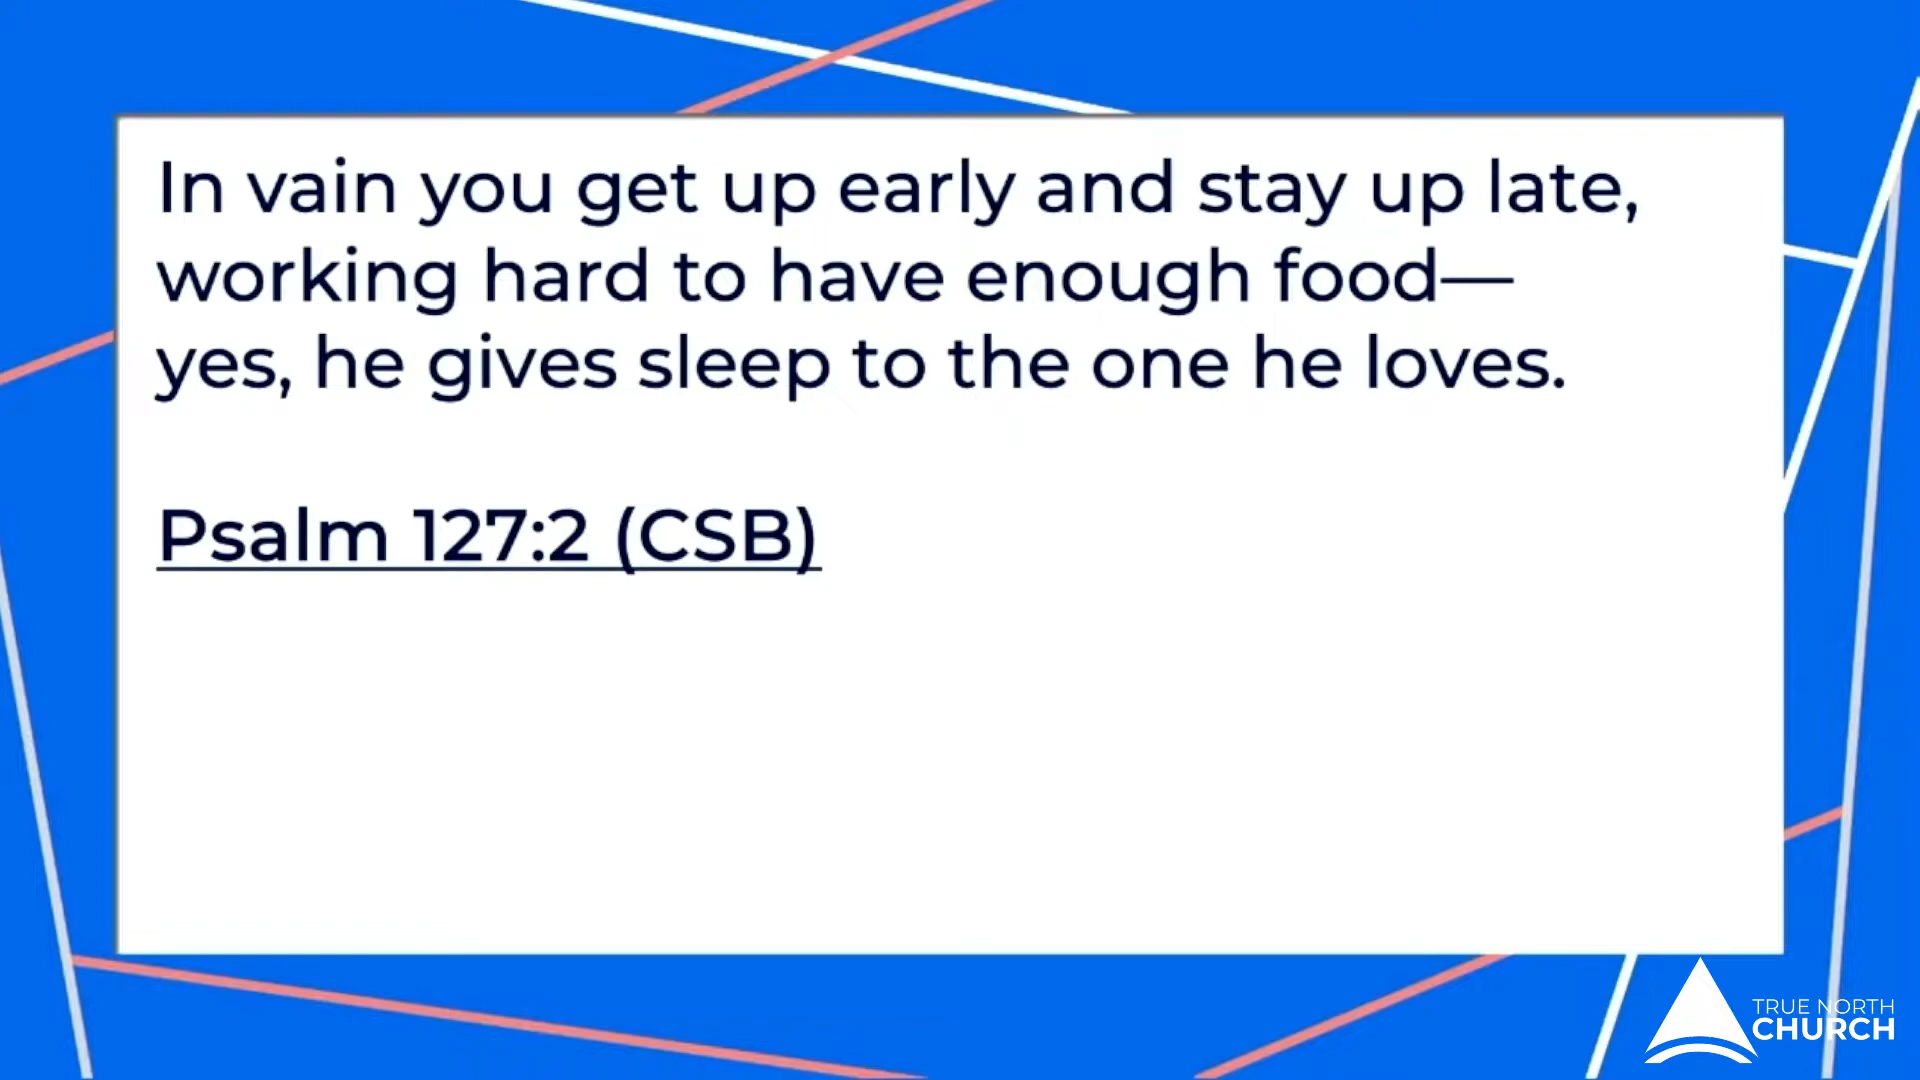 In vain you get up early and stay up late,
working hard to have enough food—
yes, he gives sleep to the one he loves.
Psalm 127:2 (CSB)
TRUE NORTH
CHURCH